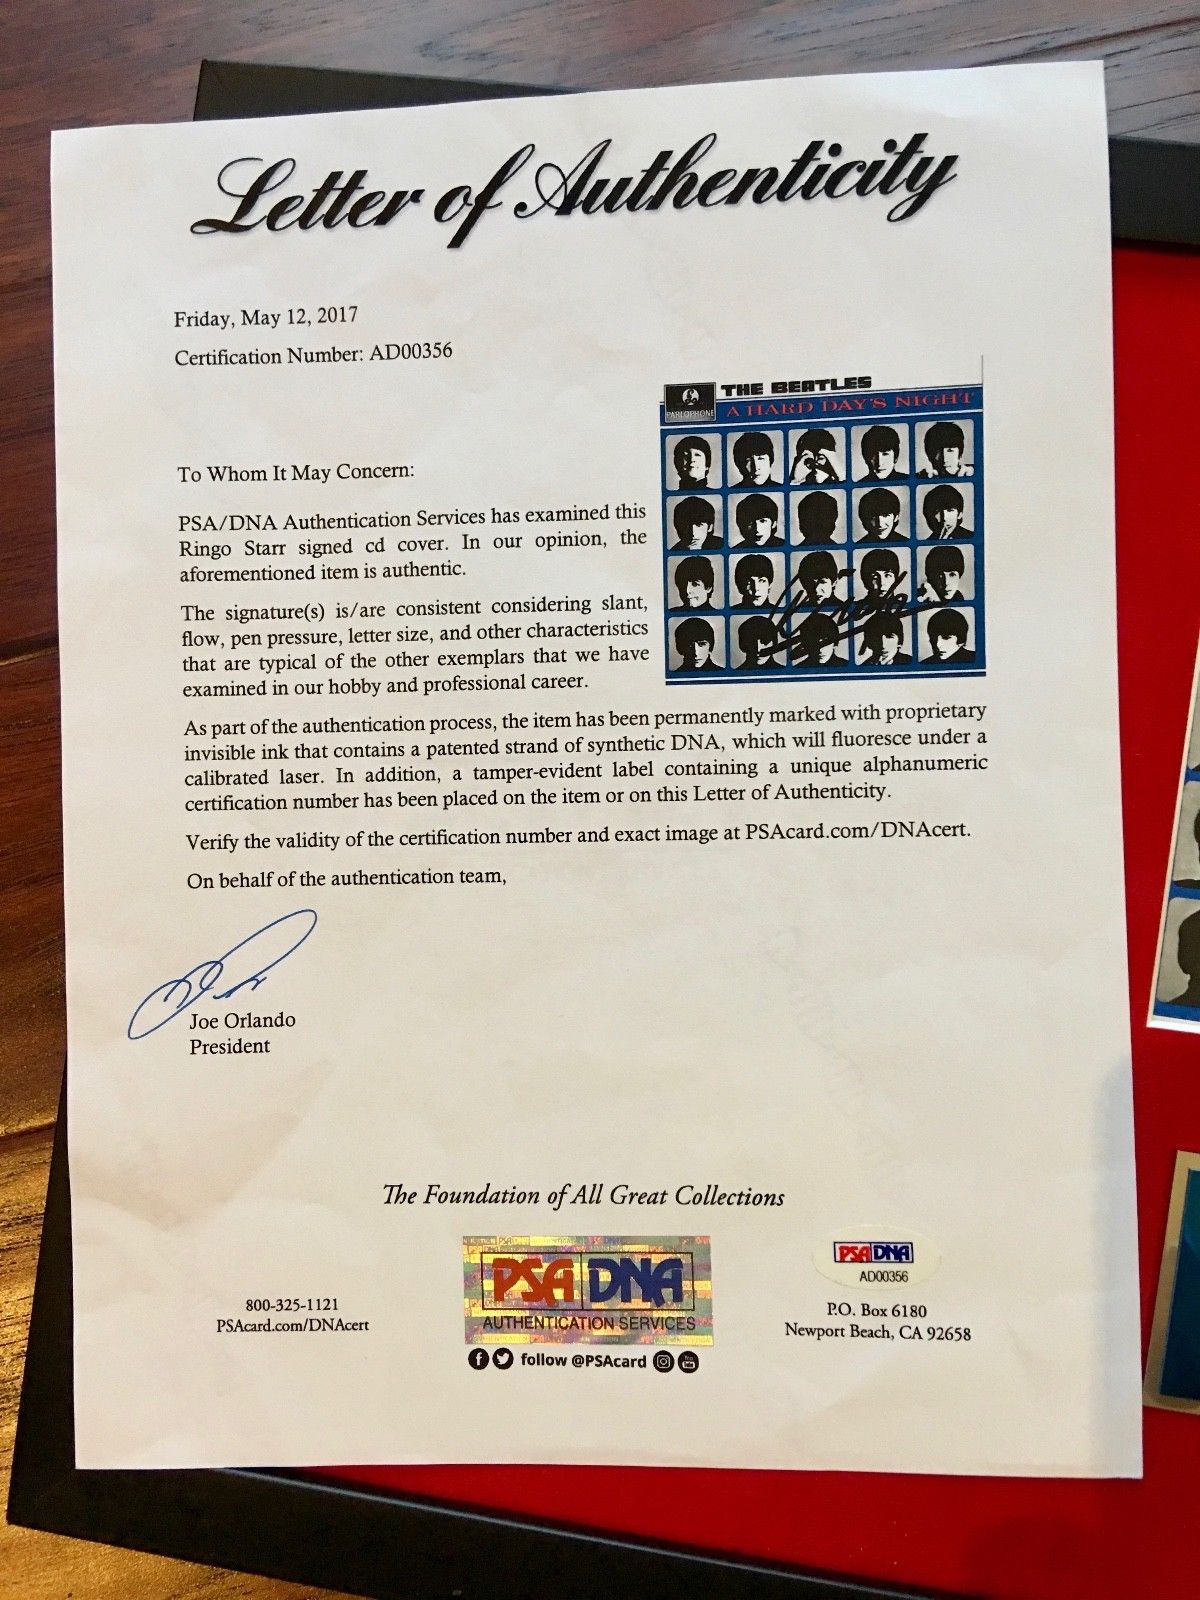 Letter of Authenticity
Friday, May 12, 2017
Certification Number: AD00356
THE BEATLES
PARLOPHONE
A HARD DAY'S NIGHT
To Whom It May Concern:
PSA/DNA Authentication Services has examined this
Ringo Starr signed cd cover. In our opinion, the
aforementioned item is authentic.
The signature(s) is/are consistent considering slant,
flow, pen pressure, letter size, and other characteristics
that are typical of the other exemplars that we have
examined in our hobby and professional career.
As part of the authentication process, the item has been permanently marked with proprietary
invisible ink that contains a patented strand of synthetic DNA, which will fluoresce under a
calibrated laser. In addition, a tamper-evident label containing a unique alphanumeric
certification number has been placed on the item or on this Letter of Authenticity.
Verify the validity of the certification number and exact image at PSAcard.com/DNAcert.
On behalf of the authentication team,
Joe Orlando
President
The Foundation of All Great Collections
800-325-1121
PSAcard.com/DNAcert
PSA DNA
AUTHENTICATION SERVICES
follow @PSAcard
PSA DNA
AD00356
P.O. Box 6180
Newport Beach, CA 92658